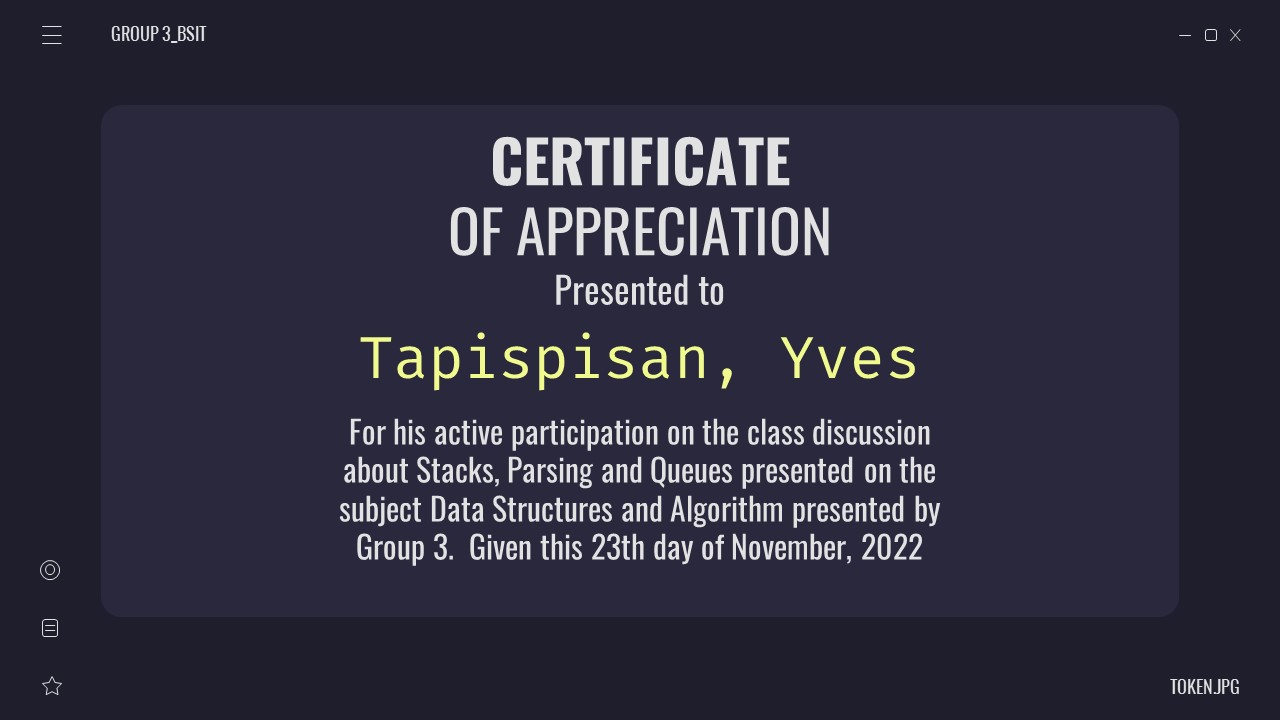 GROUP 3_BSIT
CERTIFICATE
OF APPRECIATION
Presented to
Tapispisan, Yves
For his active participation on the class discussion
about Stacks, Parsing and Queues presented on the
subject Data Structures and Algorithm presented by
Group 3. Given this 23th day of November, 2022
TOKEN.JPG